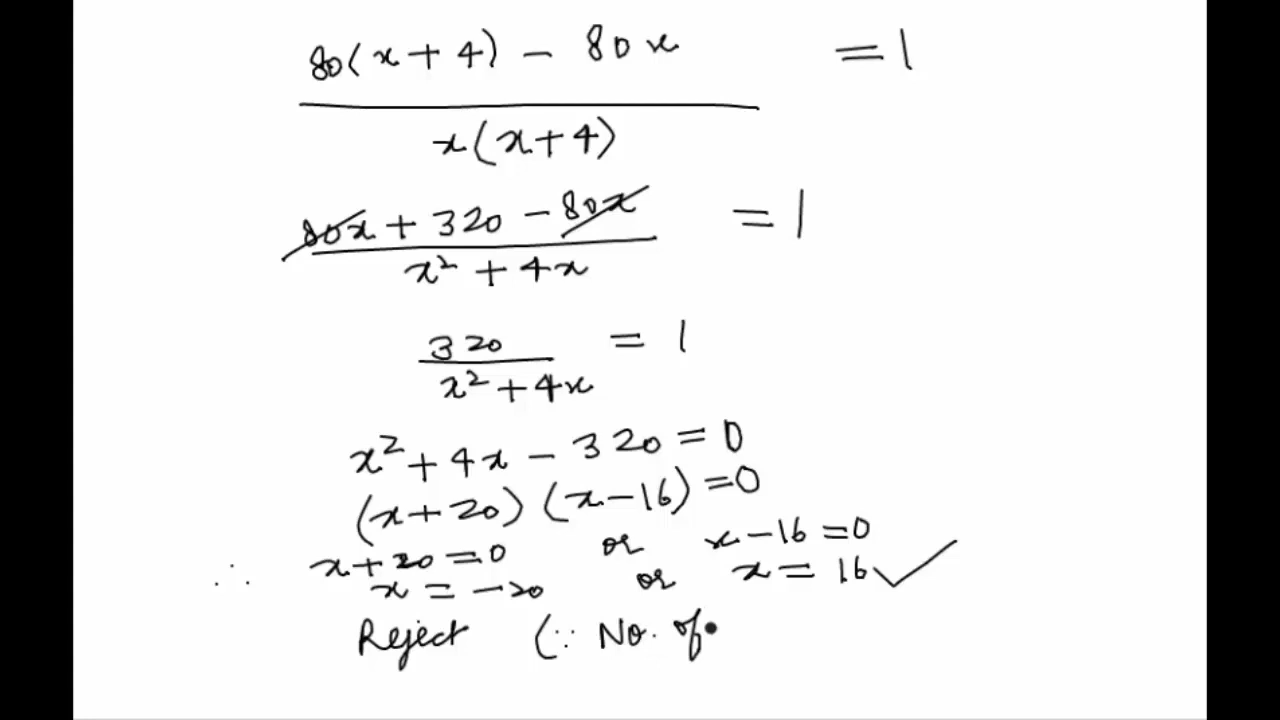 80(x+4) - 80x = 1
x(x+4)
80x + 320 - 80x = 1
x² + 4x
320 = 1
x² + 4x
x² + 4x - 320 = 0
(x+20) (x-16) = 0
∴ x+20 = 0 or x-16 = 0
x = -20 or x = 16 ✓
Reject (∵ No. of